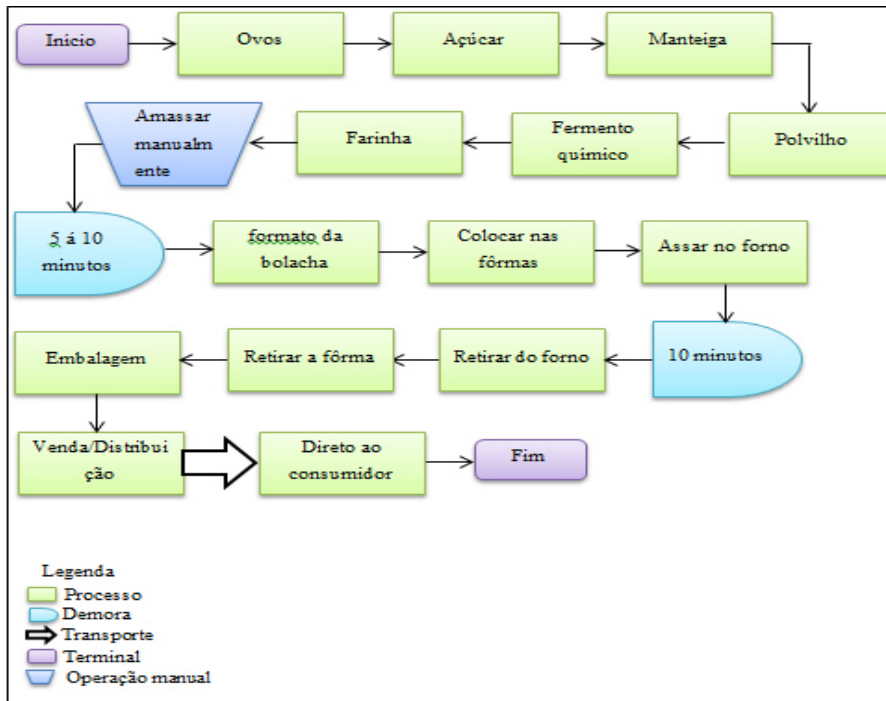 Inicio
Ovos
Açúcar
Manteiga
Polvilho
Fermento
químico
Farinha
Amassar
manualm
ente
5 á 10
minutos
formato da
bolacha
Colocar nas
fôrmas
Assar no forno
10 minutos
Retirar do forno
Retirar a fôrma
Embalagem
Venda/Distribui
ção
Direto ao
consumidor
Fim
Legenda
Processo
Demora
Transporte
Terminal
Operação manual